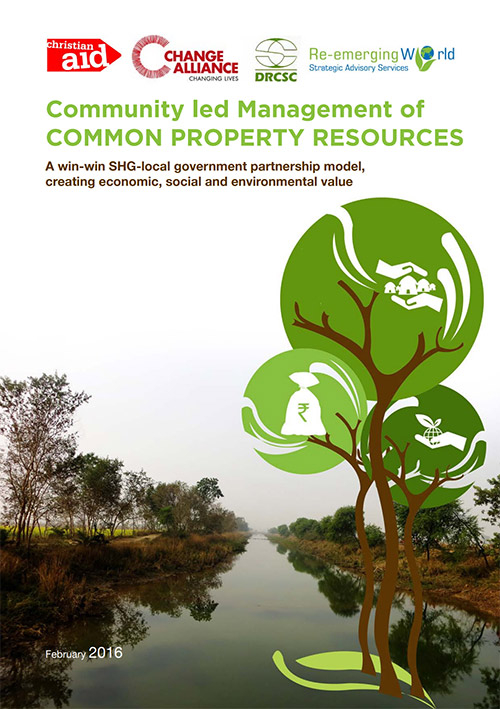 christian
aid
CHANGE
ALLIANCE
CHANGING LIVES
DRCSC
Re-emerging World
Strategic Advisory Services
Community led Management of
COMMON PROPERTY RESOURCES
A win-win SHG-local government partnership model,
creating economic, social and environmental value
₹
February 2016